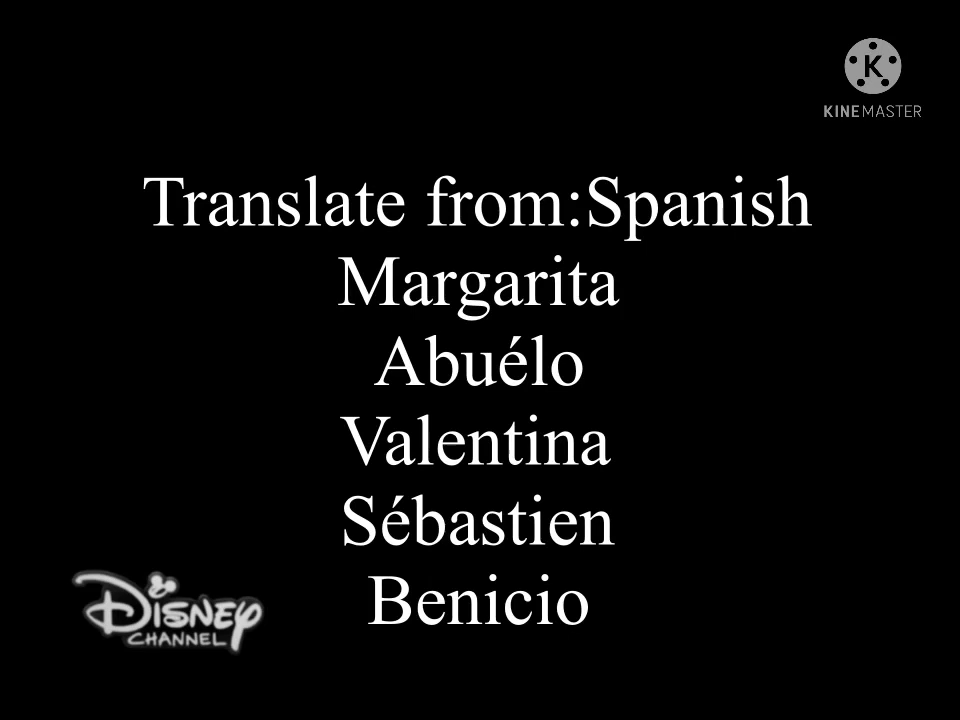 KINEMASTER
Translate from:Spanish
Margarita
Abuélo
Valentina
Sébastien
Benicio
DISNEY
CHANNEL